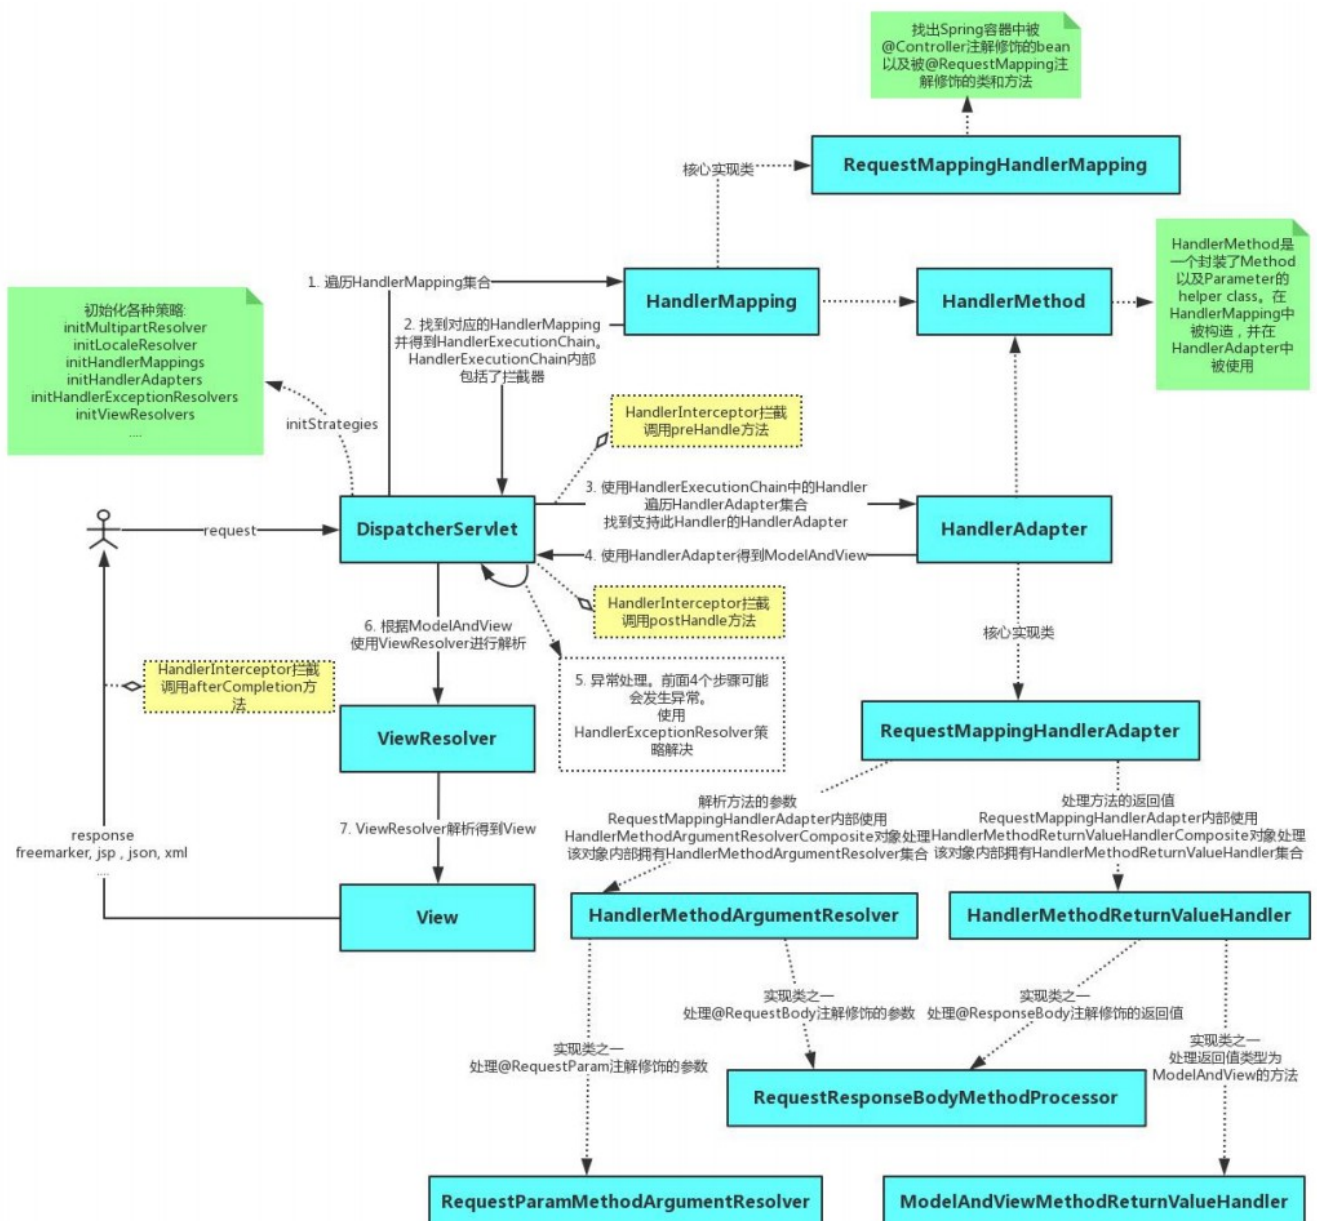 找出Spring容器中被
@Controller注解修饰的bean
以及被@RequestMapping注
解修饰的类和方法
核心实现类
RequestMappingHandlerMapping
HandlerMethod是
一个封装了Method
以及Parameter的
helper class。在
HandlerMapping中
被构造，并在
HandlerAdapter中
被使用
1. 遍历HandlerMapping集合
HandlerMapping
HandlerMethod
初始化各种策略:
initMultipartResolver
initLocaleResolver
initHandlerMappings
initHandlerAdapters
initHandlerExceptionResolvers
initViewResolvers
....
2. 找到对应的HandlerMapping
并得到HandlerExecutionChain。
HandlerExecutionChain内部
包括了拦截器
initStrategies
HandlerInterceptor拦截
调用preHandle方法
3. 使用HandlerExecutionChain中的Handler
遍历HandlerAdapter集合
找到支持此Handler的HandlerAdapter
request
DispatcherServlet
HandlerAdapter
4. 使用HandlerAdapter得到ModelAndView
HandlerInterceptor拦截
调用postHandle方法
6. 根据ModelAndView
使用ViewResolver进行解析
核心实现类
HandlerInterceptor拦截
调用afterCompletion方
法
5. 异常处理。前面4个步骤可能
会发生异常。
使用
HandlerExceptionResolver策
略解决
ViewResolver
RequestMappingHandlerAdapter
解析方法的参数
RequestMappingHandlerAdapter内部使用
HandlerMethodArgumentResolverComposite对象处理
该对象内部拥有HandlerMethodArgumentResolver集合
处理方法的返回值
RequestMappingHandlerAdapter内部使用
HandlerMethodReturnValueHandlerComposite对象处理
该对象内部拥有HandlerMethodReturnValueHandler集合
7. ViewResolver解析得到View
response
freemarker, jsp , json, xml
....
View
HandlerMethodArgumentResolver
HandlerMethodReturnValueHandler
实现类之一
处理@RequestBody注解修饰的参数
实现类之一
处理@ResponseBody注解修饰的返回值
实现类之一
处理@RequestParam注解修饰的参数
实现类之一
处理返回值类型为
ModelAndView的方法
RequestResponseBodyMethodProcessor
RequestParamMethodArgumentResolver
ModelAndViewMethodReturnValueHandler